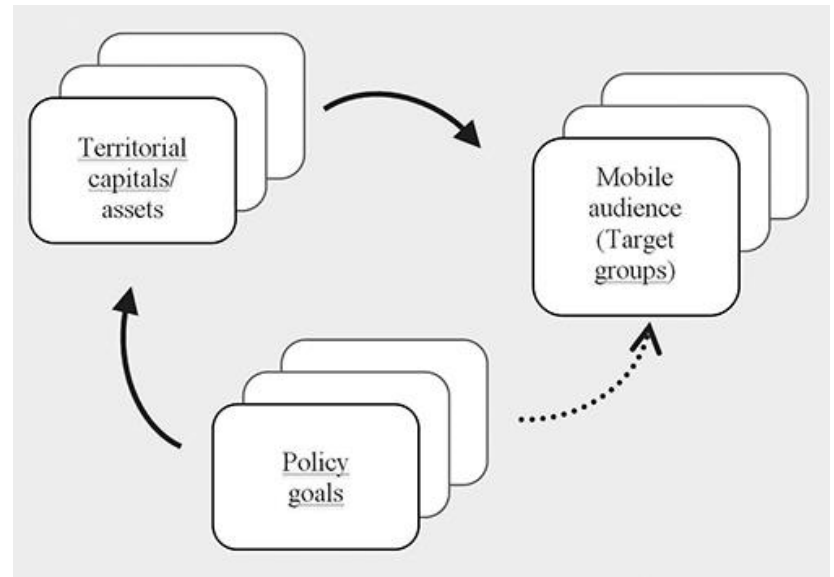 Territorial
capitals/
assets
Mobile
audience
(Target
groups)
Policy
goals